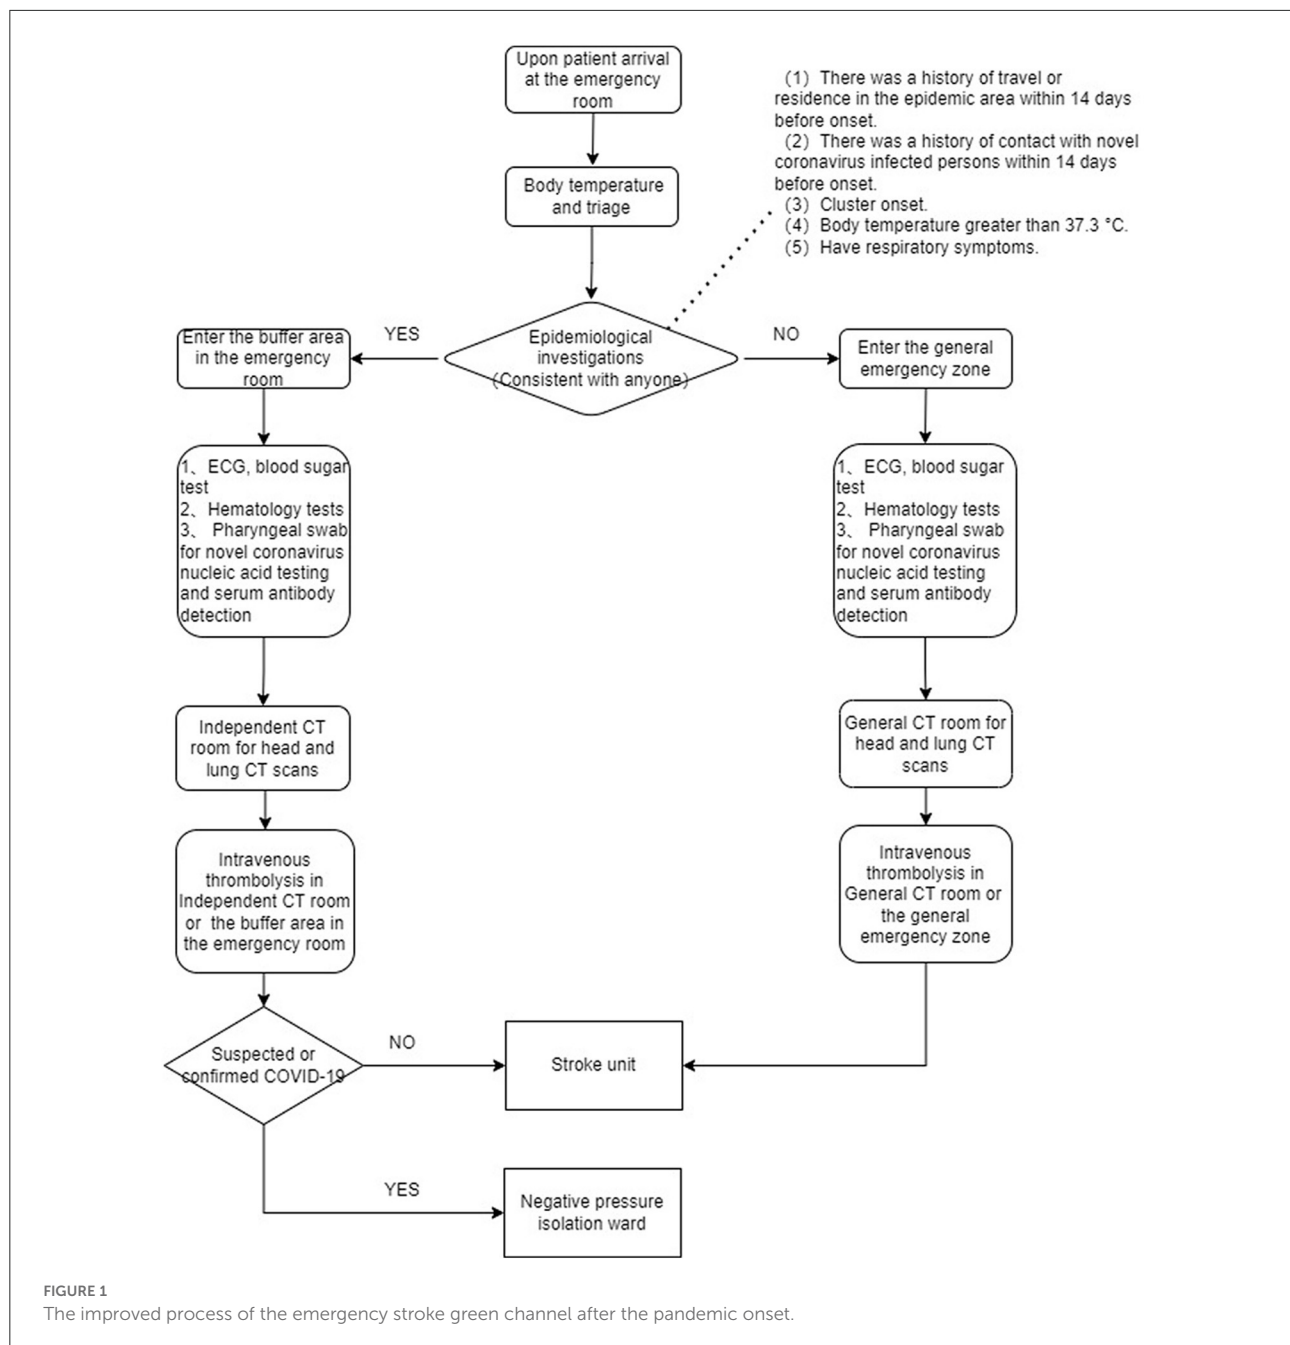 Upon patient arrival
at the emergency
room
(1) There was a history of travel or
residence in the epidemic area within 14 days
before onset.
(2) There was a history of contact with novel
coronavirus infected persons within 14 days
before onset.
(3) Cluster onset.
(4) Body temperature greater than 37.3 °C.
(5) Have respiratory symptoms.
Body temperature
and triage
Epidemiological
investigations
(Consistent with anyone)
YES
NO
Enter the buffer area
in the emergency
room
Enter the general
emergency zone
1、ECG, blood sugar
test
2、Hematology tests
3、 Pharyngeal swab
for novel coronavirus
nucleic acid testing
and serum antibody
detection
1、ECG, blood sugar
test
2、Hematology tests
3、 Pharyngeal swab
for novel coronavirus
nucleic acid testing
and serum antibody
detection
Independent CT
room for head and
lung CT scans
General CT room for
head and lung CT
scans
Intravenous
thrombolysis in
Independent CT room
or the buffer area in
the emergency room
Intravenous
thrombolysis in
General CT room or
the general
emergency zone
Suspected or
confirmed COVID-19
NO
Stroke unit
YES
Negative pressure
isolation ward
FIGURE 1
The improved process of the emergency stroke green channel after the pandemic onset.